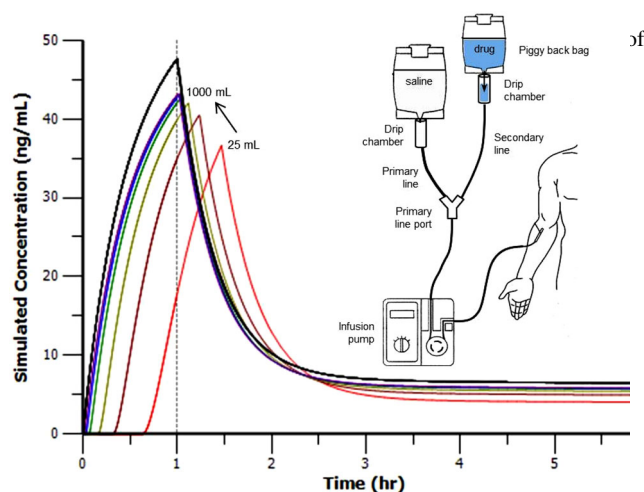 of
Simulated Concentration (ng/mL)
50
40
30
20
10
0
0
1
2
3
4
5
Time (hr)
1000 mL
25 mL
saline
drug
Piggy back bag
Drip
chamber
Drip
chamber
Secondary
line
Primary
line
Primary
line port
Infusion
pump